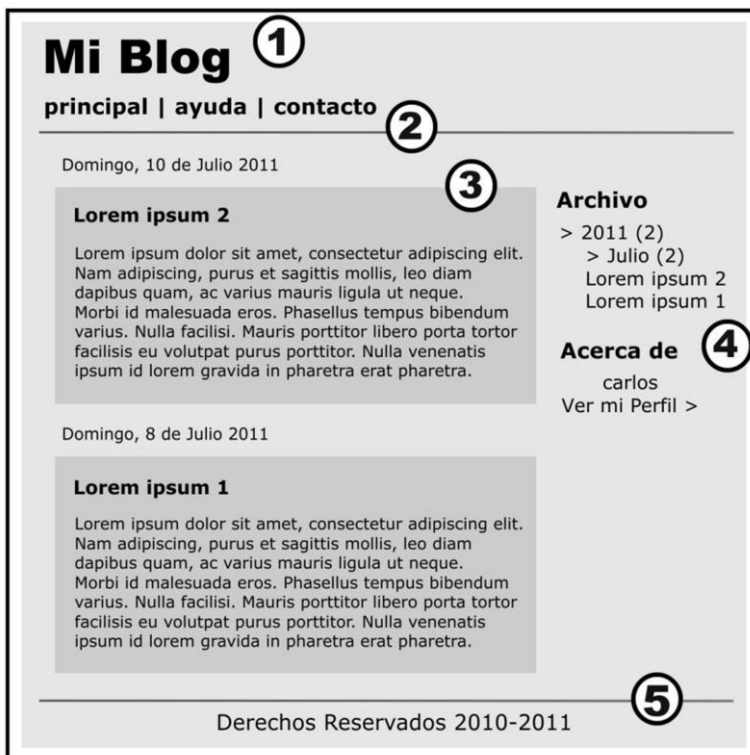 Mi Blog
1
principal | ayuda | contacto
2
Domingo, 10 de Julio 2011
3
Lorem ipsum 2
Lorem ipsum dolor sit amet, consectetur adipiscing elit.
Nam adipiscing, purus et sagittis mollis, leo diam
dapibus quam, ac varius mauris ligula ut neque.
Morbi id malesuada eros. Phasellus tempus bibendum
varius. Nulla facilisi. Mauris porttitor libero porta tortor
facilisis eu volutpat purus porttitor. Nulla venenatis
ipsum id lorem gravida in pharetra erat pharetra.
Domingo, 8 de Julio 2011
Lorem ipsum 1
Lorem ipsum dolor sit amet, consectetur adipiscing elit.
Nam adipiscing, purus et sagittis mollis, leo diam
dapibus quam, ac varius mauris ligula ut neque.
Morbi id malesuada eros. Phasellus tempus bibendum
varius. Nulla facilisi. Mauris porttitor libero porta tortor
facilisis eu volutpat purus porttitor. Nulla venenatis
ipsum id lorem gravida in pharetra erat pharetra.
Archivo
> 2011 (2)
> Julio (2)
Lorem ipsum 2
Lorem ipsum 1
Acerca de
4
carlos
Ver mi Perfil >
5
Derechos Reservados 2010-2011